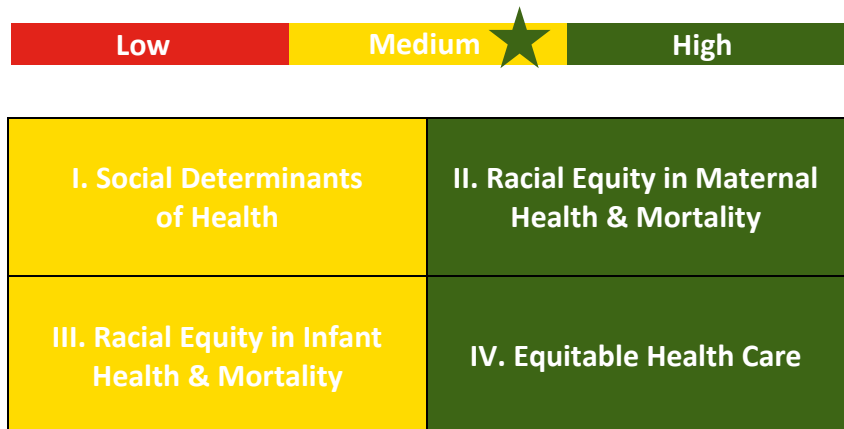 Low Medium High
I. Social Determinants
of Health
II. Racial Equity in Maternal
Health & Mortality
III. Racial Equity in Infant
Health & Mortality
IV. Equitable Health Care